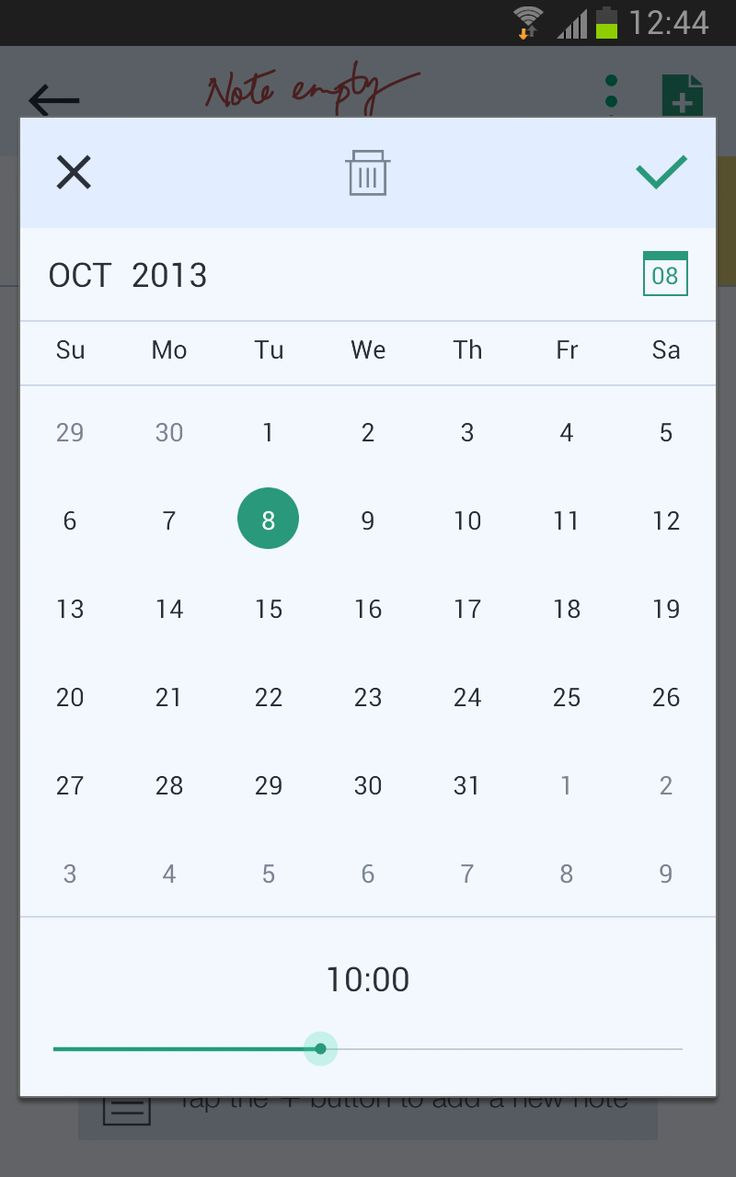 12:44
Note empty
OCT 2013
08
Su Mo Tu We Th Fr Sa
29 30 1 2 3 4 5
6 7 8 9 10 11 12
13 14 15 16 17 18 19
20 21 22 23 24 25 26
27 28 29 30 31 1 2
3 4 5 6 7 8 9
10:00
Tap the + button to add a new note